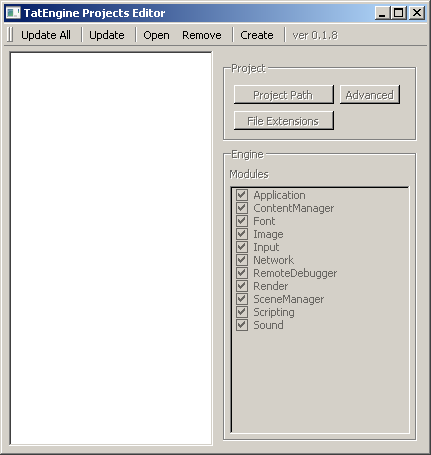 TatEngine Projects Editor
Update All Update Open Remove Create ver 0.1.8
Project
Project Path Advanced
File Extensions
Engine
Modules
Application
ContentManager
Font
Image
Input
Network
RemoteDebugger
Render
SceneManager
Scripting
Sound